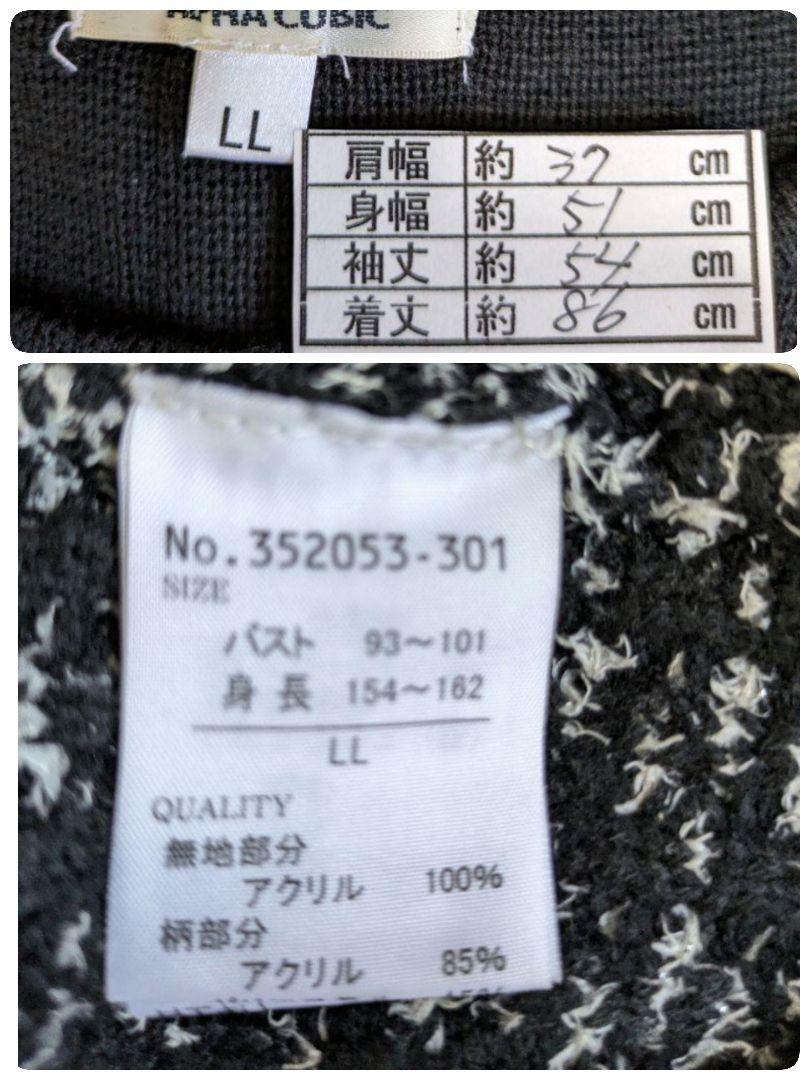 ALPHA CUBIC
LL
肩幅 約 37 cm
身幅 約 51 cm
袖丈 約 54 cm
着丈 約 86 cm
No.352053-301
SIZE
バスト 93〜101
身長 154〜162
LL
QUALITY
無地部分
アクリル 100%
柄部分
アクリル 85%